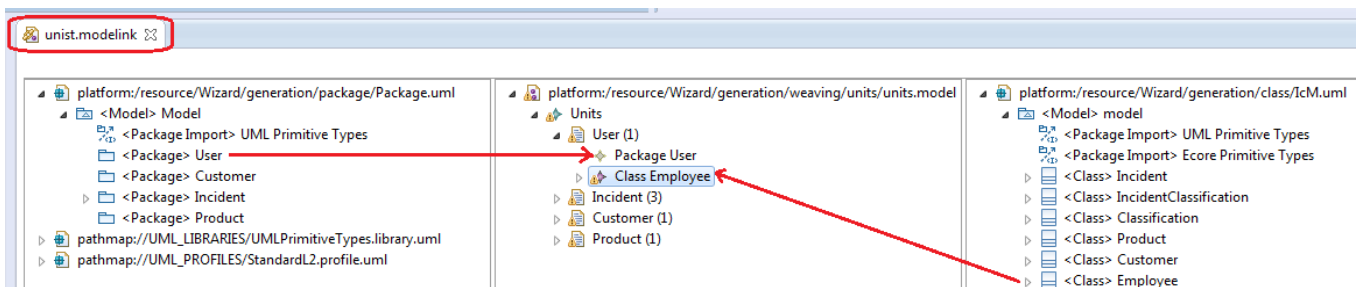 unist.modelink
platform:/resource/Wizard/generation/package/Package.uml
<Model> Model
<Package Import> UML Primitive Types
<Package> User
<Package> Customer
<Package> Incident
<Package> Product
pathmap://UML_LIBRARIES/UMLPrimitiveTypes.library.uml
pathmap://UML_PROFILES/StandardL2.profile.uml
platform:/resource/Wizard/generation/weaving/units/units.model
Units
User (1)
Package User
Class Employee
Incident (3)
Customer (1)
Product (1)
platform:/resource/Wizard/generation/class/IcM.uml
<Model> model
<Package Import> UML Primitive Types
<Package Import> Ecore Primitive Types
<Class> Incident
<Class> IncidentClassification
<Class> Classification
<Class> Product
<Class> Customer
<Class> Employee